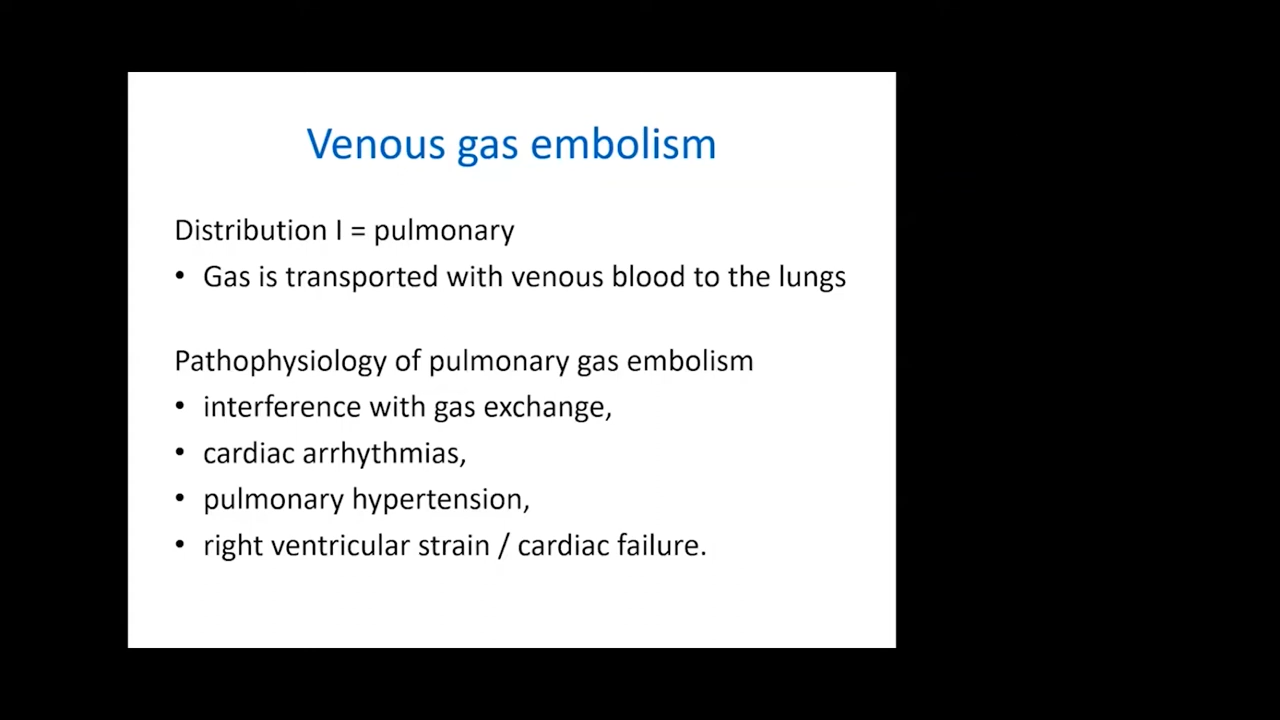 Venous gas embolism
Distribution I = pulmonary
• Gas is transported with venous blood to the lungs
Pathophysiology of pulmonary gas embolism
• interference with gas exchange,
• cardiac arrhythmias,
• pulmonary hypertension,
• right ventricular strain / cardiac failure.